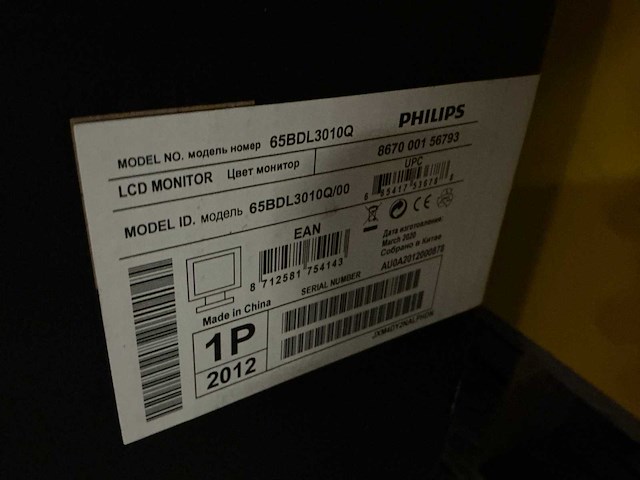 PHILIPS
MODEL NO. модель номер 65BDL3010Q
8670 001 56793
LCD MONITOR Цвет монитор
UPC
MODEL ID. модель 65BDL3010Q/00
EAN
8 712581 754143
Дата изготовления
March 2020
Собрано в Китае
SERIAL NUMBER AU0A2012000878
Made in China
1P
2012